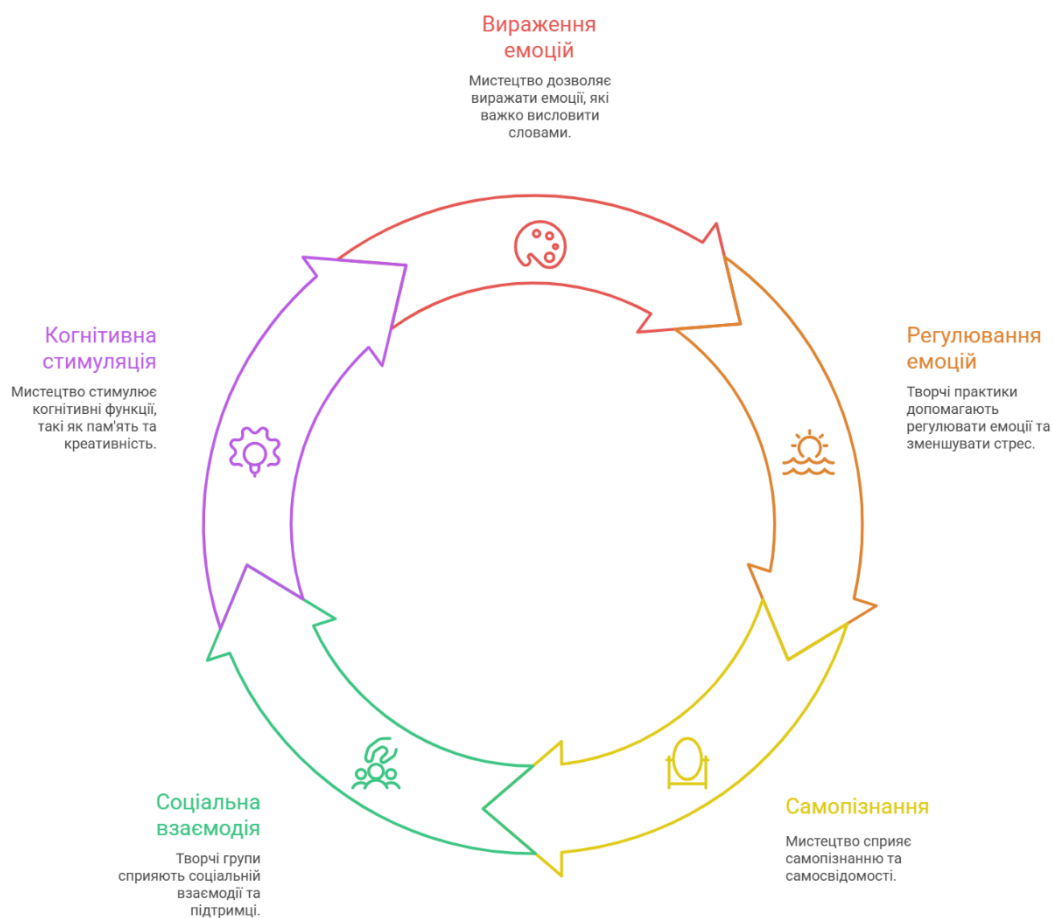 Вираження
емоцій
Мистецтво дозволяє
виражати емоції, які
важко висловити
словами.
Регулювання
емоцій
Творчі практики
допомагають
регулювати емоції та
зменшувати стрес.
Самопізнання
Мистецтво сприяє
самопізнанню та
самосвідомості.
Соціальна
взаємодія
Творчі групи
сприяють соціальній
взаємодії та
підтримці.
Когнітивна
стимуляція
Мистецтво стимулює
когнітивні функції,
такі як пам'ять та
креативність.